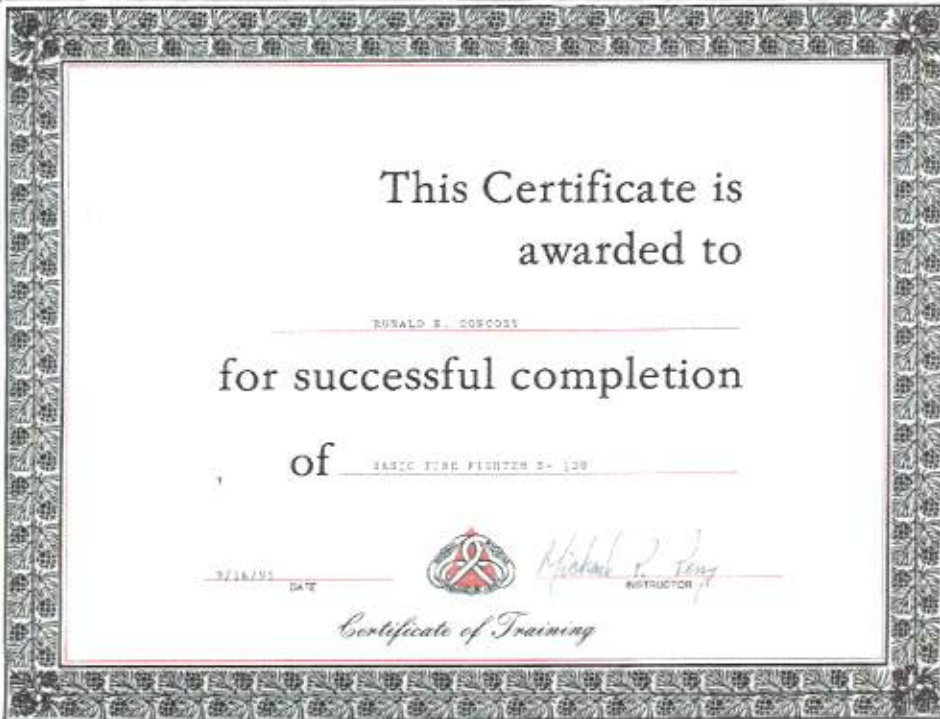 This Certificate is
awarded to
RONALD E.
for successful completion
of BASIC FIRE FIGHTER S- 130
DATE
Michael P.
INSTRUCTOR
Certificate of Training